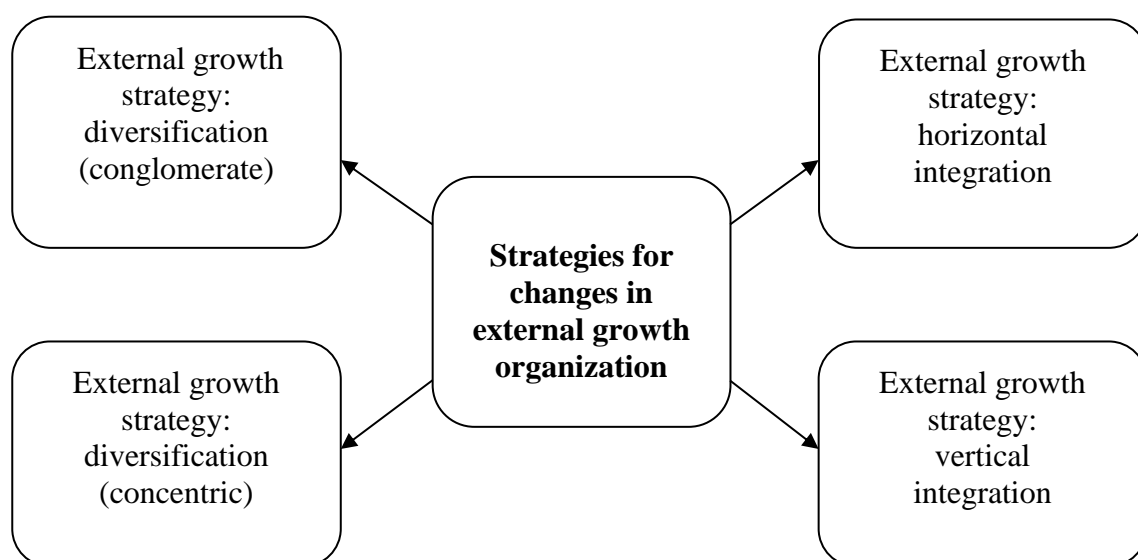 External growth
strategy:
diversification
(conglomerate)
External growth
strategy:
horizontal
integration
Strategies for
changes in
external growth
organization
External growth
strategy:
diversification
(concentric)
External growth
strategy:
vertical
integration